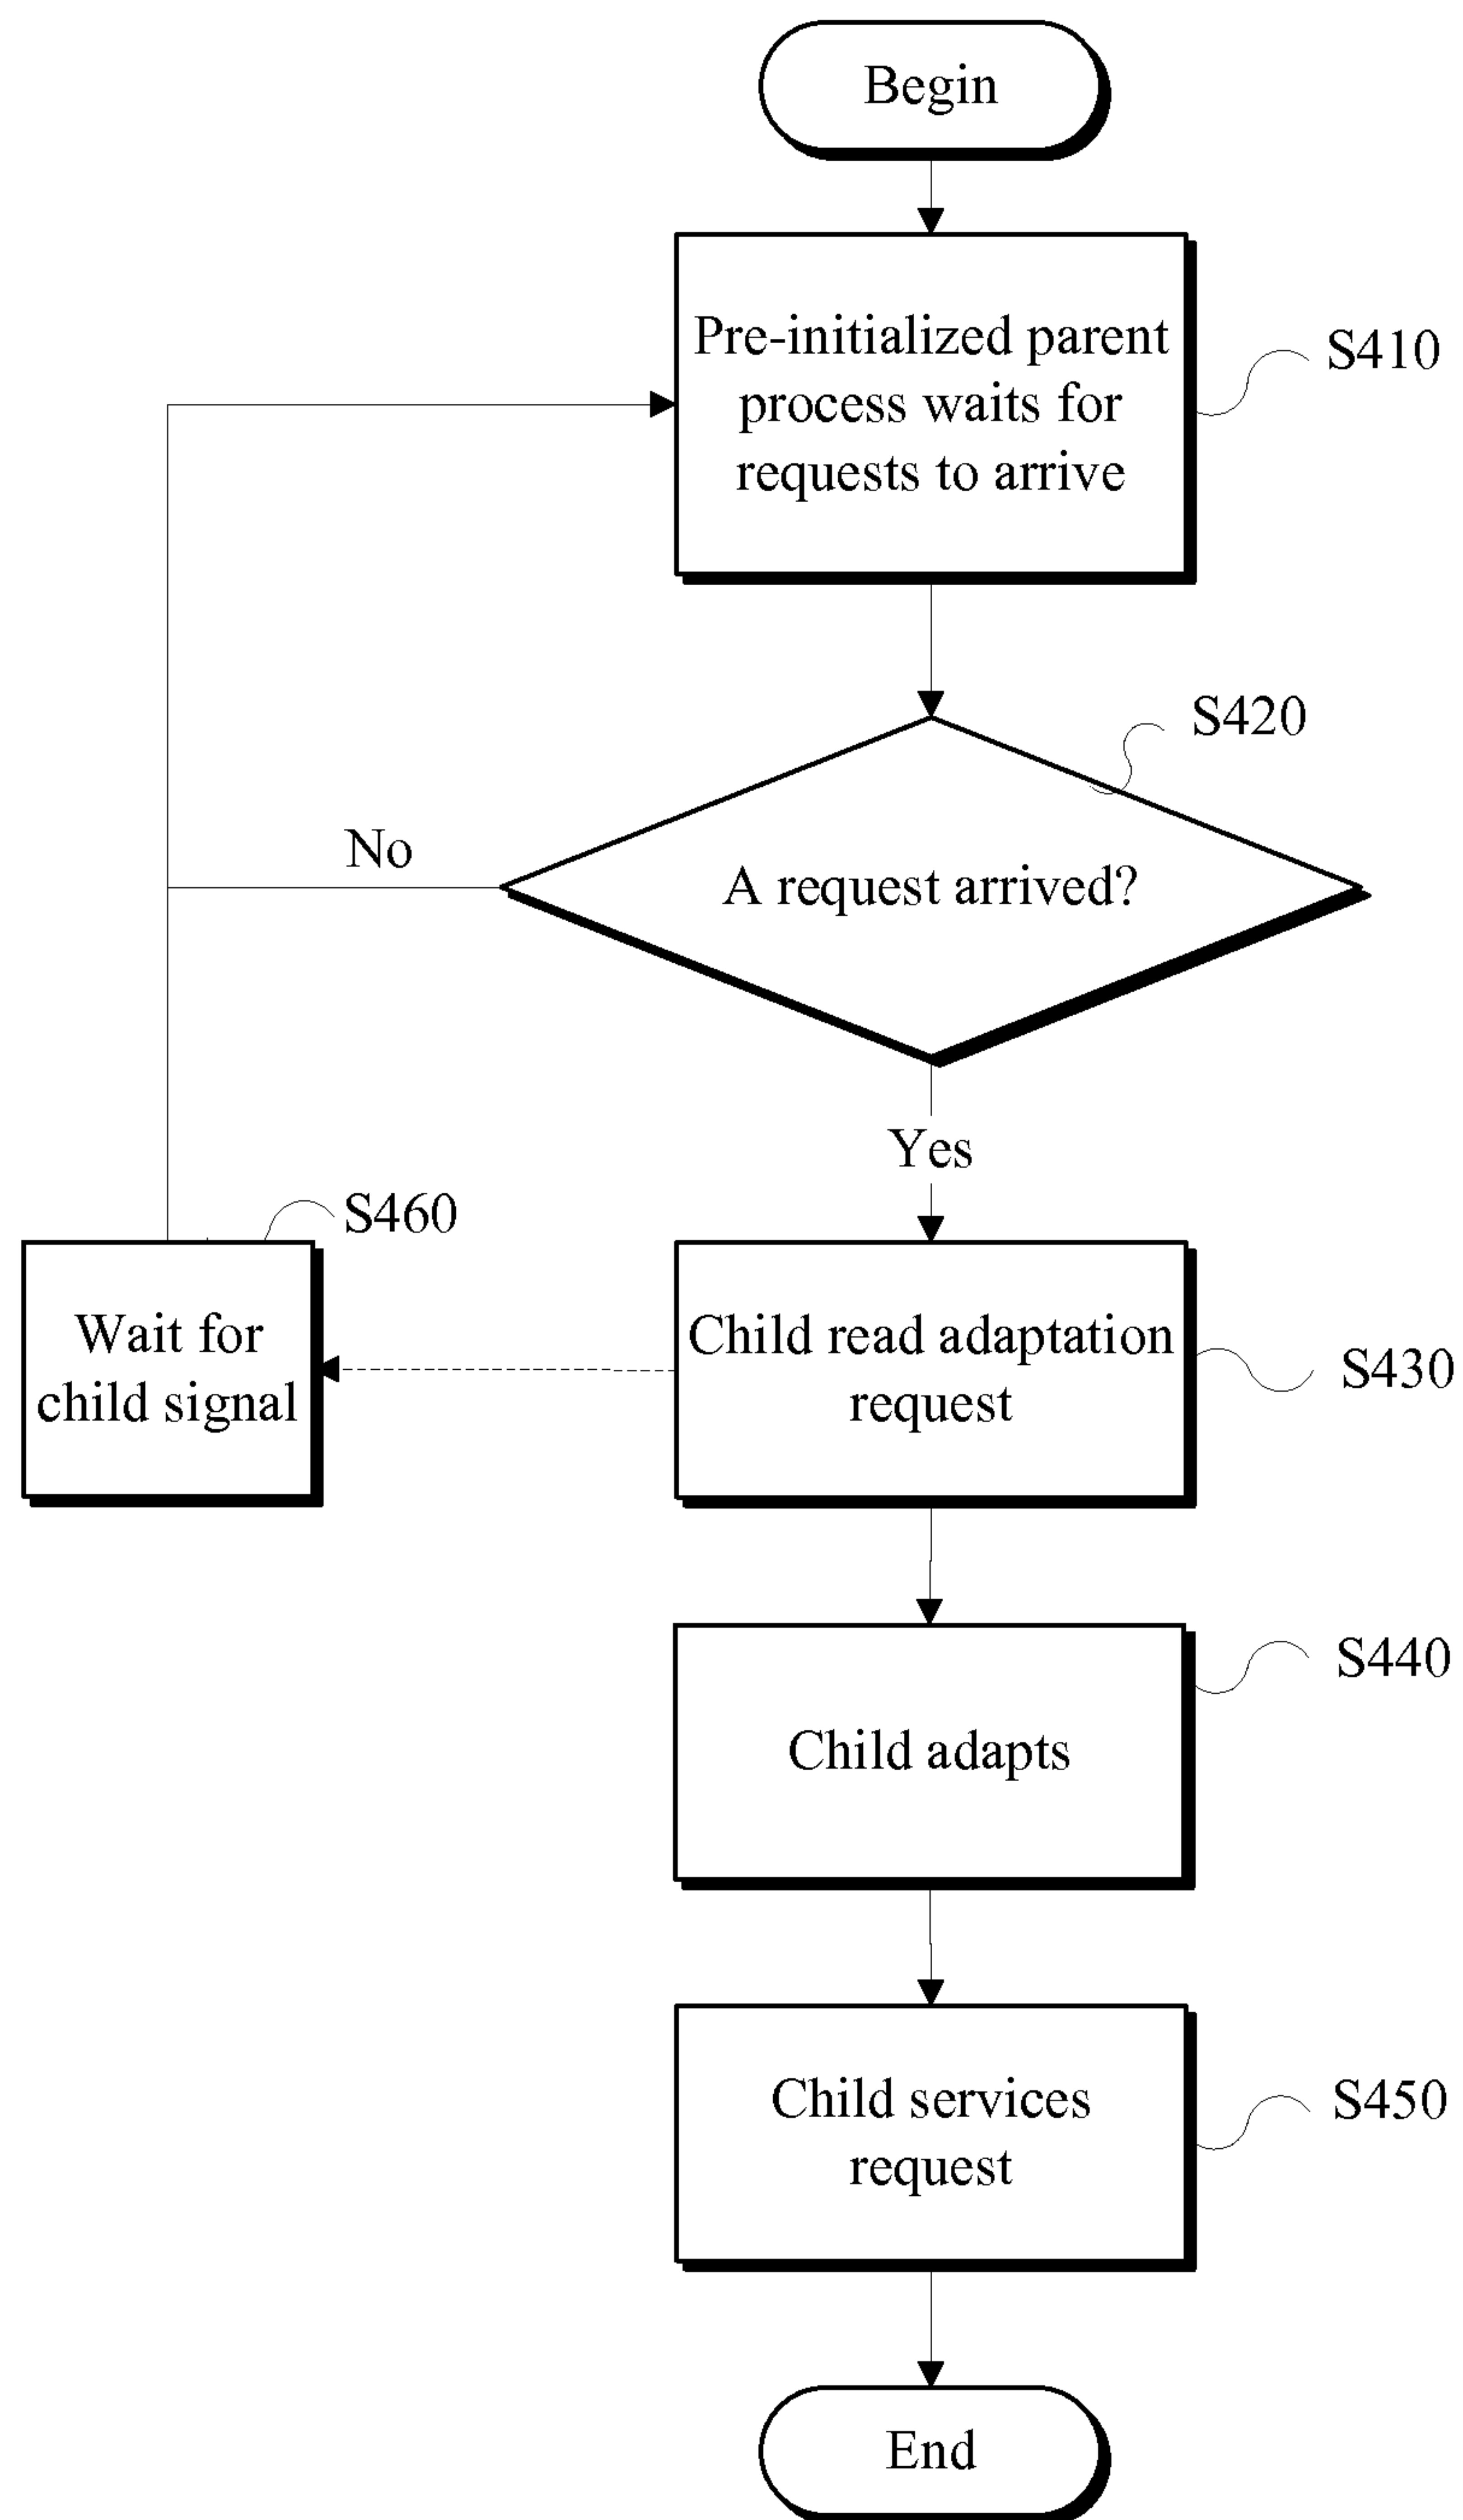 Begin
Pre-initialized parent
process waits for
requests to arrive
S410
S420
A request arrived?
No
Yes
S460
Wait for
child signal
Child read adaptation
request
S430
Child adapts
S440
Child services
request
S450
End